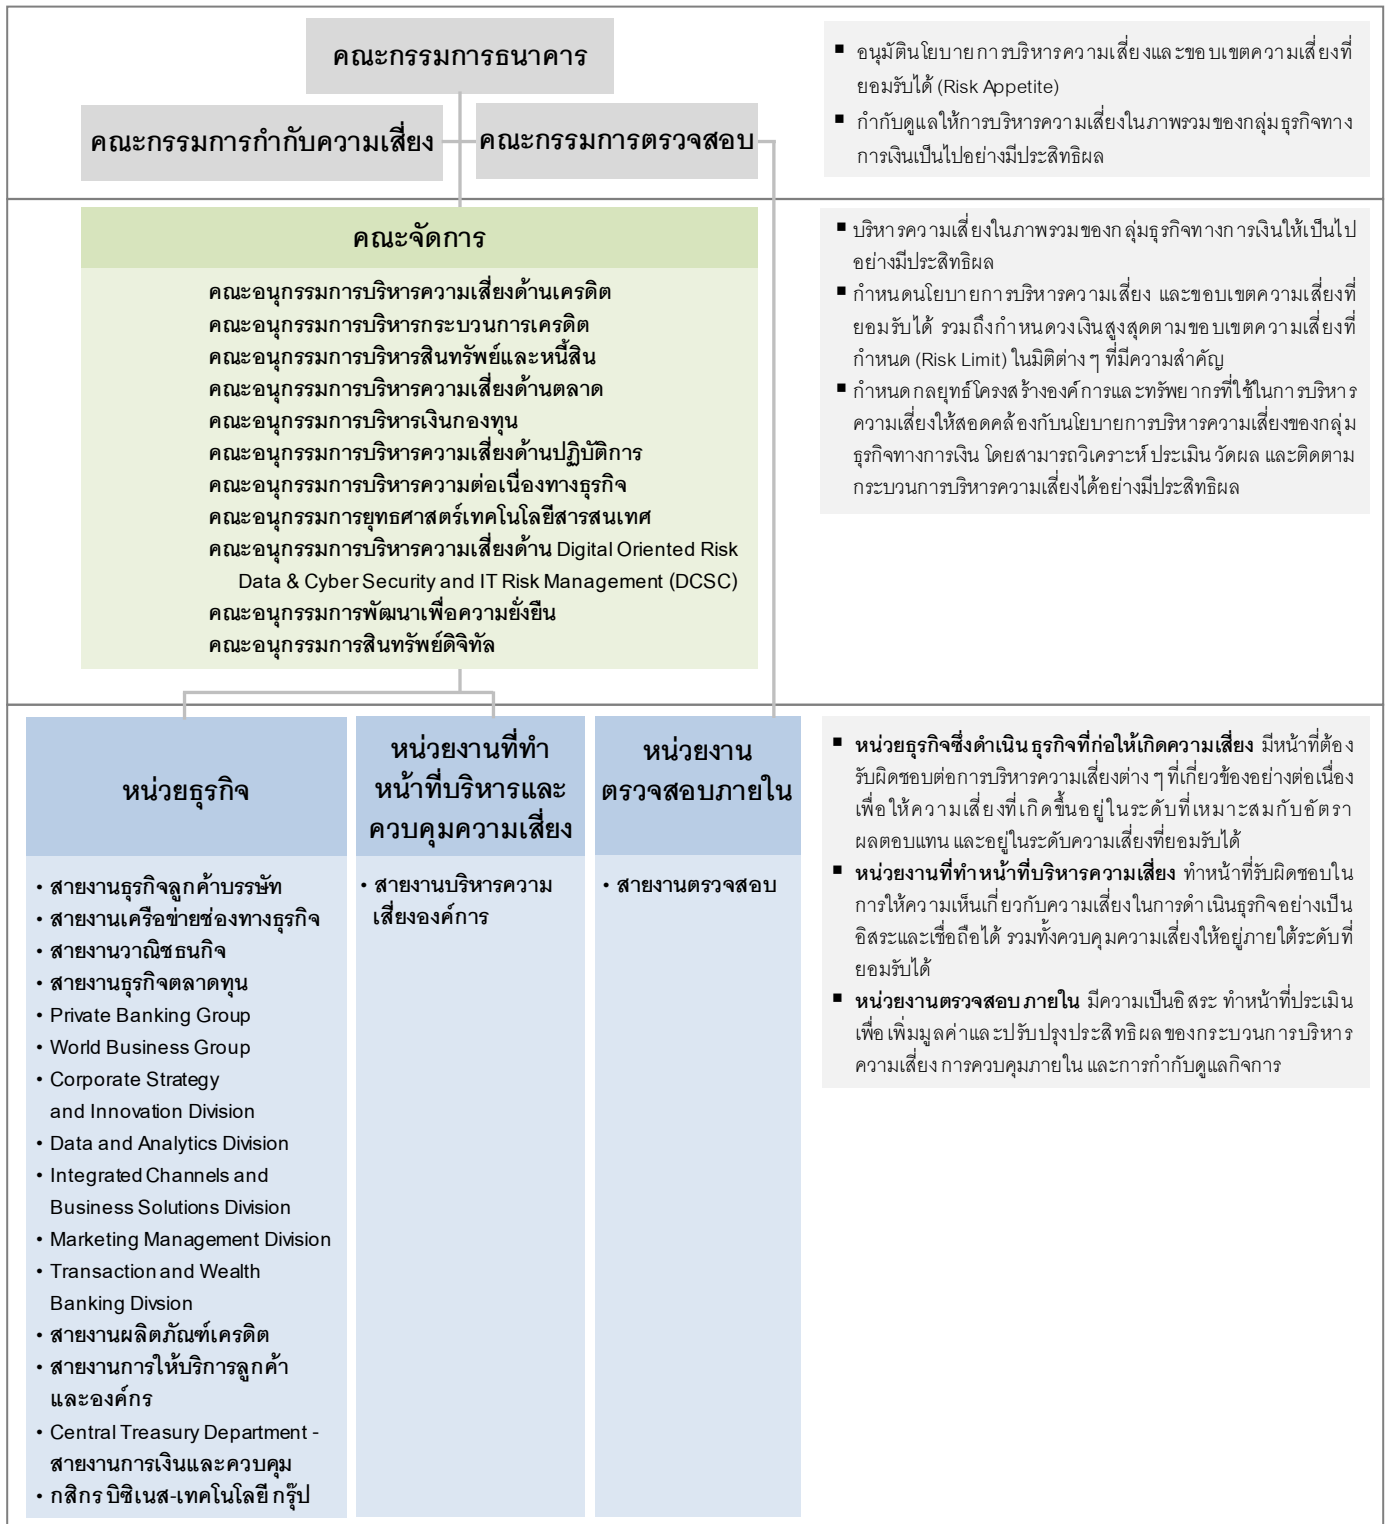 คณะกรรมการธนาคาร
คณะกรรมการกำกับความเสี่ยง
คณะกรรมการตรวจสอบ
▪ อนุมัตินโยบายการบริหารความเสี่ยงและขอบเขตความเสี่ยงที่
ยอมรับได้ (Risk Appetite)
▪ กำกับดูแลให้การบริหารความเสี่ยงในภาพรวมของกลุ่มธุรกิจทาง
การเงินเป็นไปอย่างมีประสิทธิผล
คณะจัดการ
คณะอนุกรรมการบริหารความเสี่ยงด้านเครดิต
คณะอนุกรรมการบริหารกระบวนการเครดิต
คณะอนุกรรมการบริหารสินทรัพย์และหนี้สิน
คณะอนุกรรมการบริหารความเสี่ยงด้านตลาด
คณะอนุกรรมการบริหารเงินกองทุน
คณะอนุกรรมการบริหารความเสี่ยงด้านปฏิบัติการ
คณะอนุกรรมการบริหารความต่อเนื่องทางธุรกิจ
คณะอนุกรรมการยุทธศาสตร์เทคโนโลยีสารสนเทศ
คณะอนุกรรมการบริหารความเสี่ยงด้าน Digital Oriented Risk
Data & Cyber Security and IT Risk Management (DCSC)
คณะอนุกรรมการพัฒนาเพื่อความยั่งยืน
คณะอนุกรรมการสินทรัพย์ดิจิทัล
▪ บริหารความเสี่ยงในภาพรวมของกลุ่มธุรกิจทางการเงินให้เป็นไป
อย่างมีประสิทธิผล
▪ กำหนดนโยบายการบริหารความเสี่ยง และขอบเขตความเสี่ยงที่
ยอมรับได้ รวมถึงกำหนดวงเงินสูงสุดตามขอบเขตความเสี่ยงที่
กำหนด (Risk Limit) ในมิติต่าง ๆ ที่มีความสำคัญ
▪ กำหนดกลยุทธ์โครงสร้างองค์การและทรัพยากรที่ใช้ในการบริหาร
ความเสี่ยงให้สอดคล้องกับนโยบายการบริหารความเสี่ยงของกลุ่ม
ธุรกิจทางการเงิน โดยสามารถวิเคราะห์ ประเมิน วัดผล และติดตาม
กระบวนการบริหารความเสี่ยงได้อย่างมีประสิทธิผล
หน่วยธุรกิจ
• สายงานธุรกิจลูกค้าบรรษัท
• สายงานเครือข่ายช่องทางธุรกิจ
• สายงานวาณิชธนกิจ
• สายงานธุรกิจตลาดทุน
• Private Banking Group
• World Business Group
• Corporate Strategy
and Innovation Division
• Data and Analytics Division
• Integrated Channels and
Business Solutions Division
• Marketing Management Division
• Transaction and Wealth
Banking Divsion
• สายงานผลิตภัณฑ์เครดิต
• สายงานการให้บริการลูกค้า
และองค์กร
• Central Treasury Department -
สายงานการเงินและควบคุม
• กสิกร บิซิเนส-เทคโนโลยี กรุ๊ป
หน่วยงานที่ทำ
หน้าที่บริหารและ
ควบคุมความเสี่ยง
• สายงานบริหารความ
เสี่ยงองค์การ
หน่วยงาน
ตรวจสอบภายใน
• สายงานตรวจสอบ
▪ หน่วยธุรกิจซึ่งดำเนินธุรกิจที่ก่อให้เกิดความเสี่ยง มีหน้าที่ต้อง
รับผิดชอบต่อการบริหารความเสี่ยงต่าง ๆ ที่เกี่ยวข้องอย่างต่อเนื่อง
เพื่อให้ความเสี่ยงที่เกิดขึ้นอยู่ในระดับที่เหมาะสมกับอัตรา
ผลตอบแทน และอยู่ในระดับความเสี่ยงที่ยอมรับได้
▪ หน่วยงานที่ทำหน้าที่บริหารความเสี่ยง ทำหน้าที่รับผิดชอบใน
การให้ความเห็นเกี่ยวกับความเสี่ยงในการดำเนินธุรกิจอย่างเป็น
อิสระและเชื่อถือได้ รวมทั้งควบคุมความเสี่ยงให้อยู่ภายใต้ระดับที่
ยอมรับได้
▪ หน่วยงานตรวจสอบภายใน มีความเป็นอิสระ ทำหน้าที่ประเมิน
เพื่อเพิ่มมูลค่าและปรับปรุงประสิทธิผลของกระบวนการบริหาร
ความเสี่ยง การควบคุมภายใน และการกำกับดูแลกิจการ